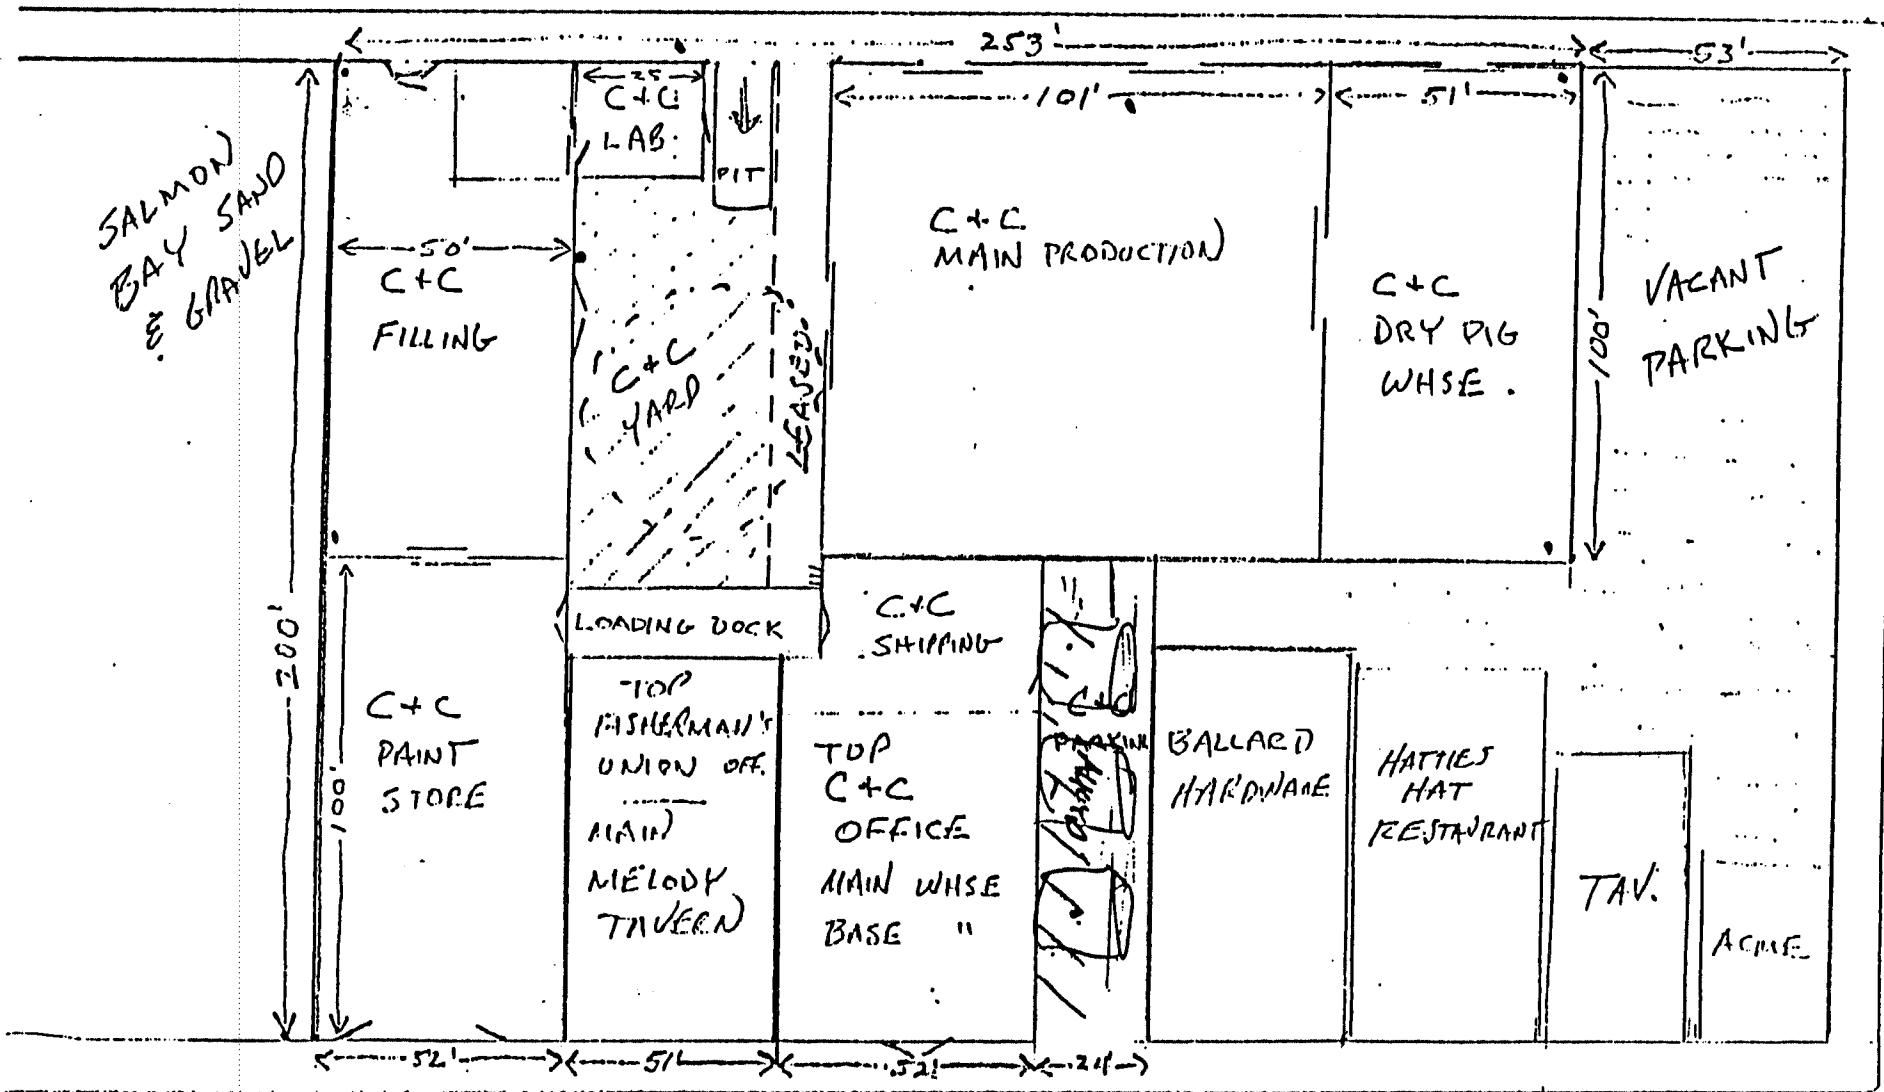 253'
53'
25
C+C
LAB.
PIT
101'
51'
SALMON
BAY SAND
& GRAVEL
50'
C+C
FILLING
C+C
YARD
LEASED
C+C
MAIN PRODUCTION
C+C
DRY PIG
WHSE.
100'
VACANT
PARKING
200'
100'
C+C
PAINT
STORE
LOADING DOCK
TOP
FISHERMAN'S
UNION OFF.
MAIN
MELODY
TAVERN
C+C
SHIPPING
TOP
C+C
OFFICE
MAIN WHSE
BASE "
C+C
PARKING
BALLARD
HARDWARE
HATTIES
HAT
RESTAURANT
TAV.
ACME
52'
51'
52'
24'